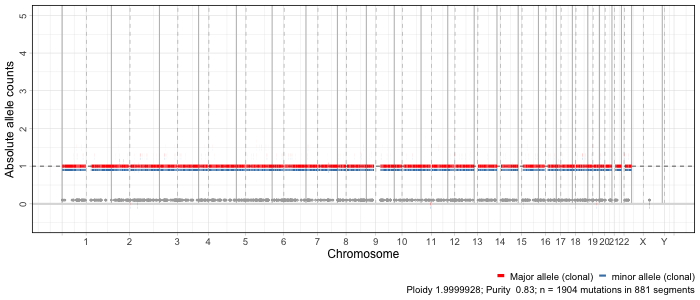 Absolute allele counts
5
4
3
2
1
0
1 2 3 4 5 6 7 8 9 10 11 12 13 14 15 16 17 18 19 20 21 22 X Y
Chromosome
Major allele (clonal) minor allele (clonal)
Ploidy 1.9999928; Purity 0.83; n = 1904 mutations in 881 segments